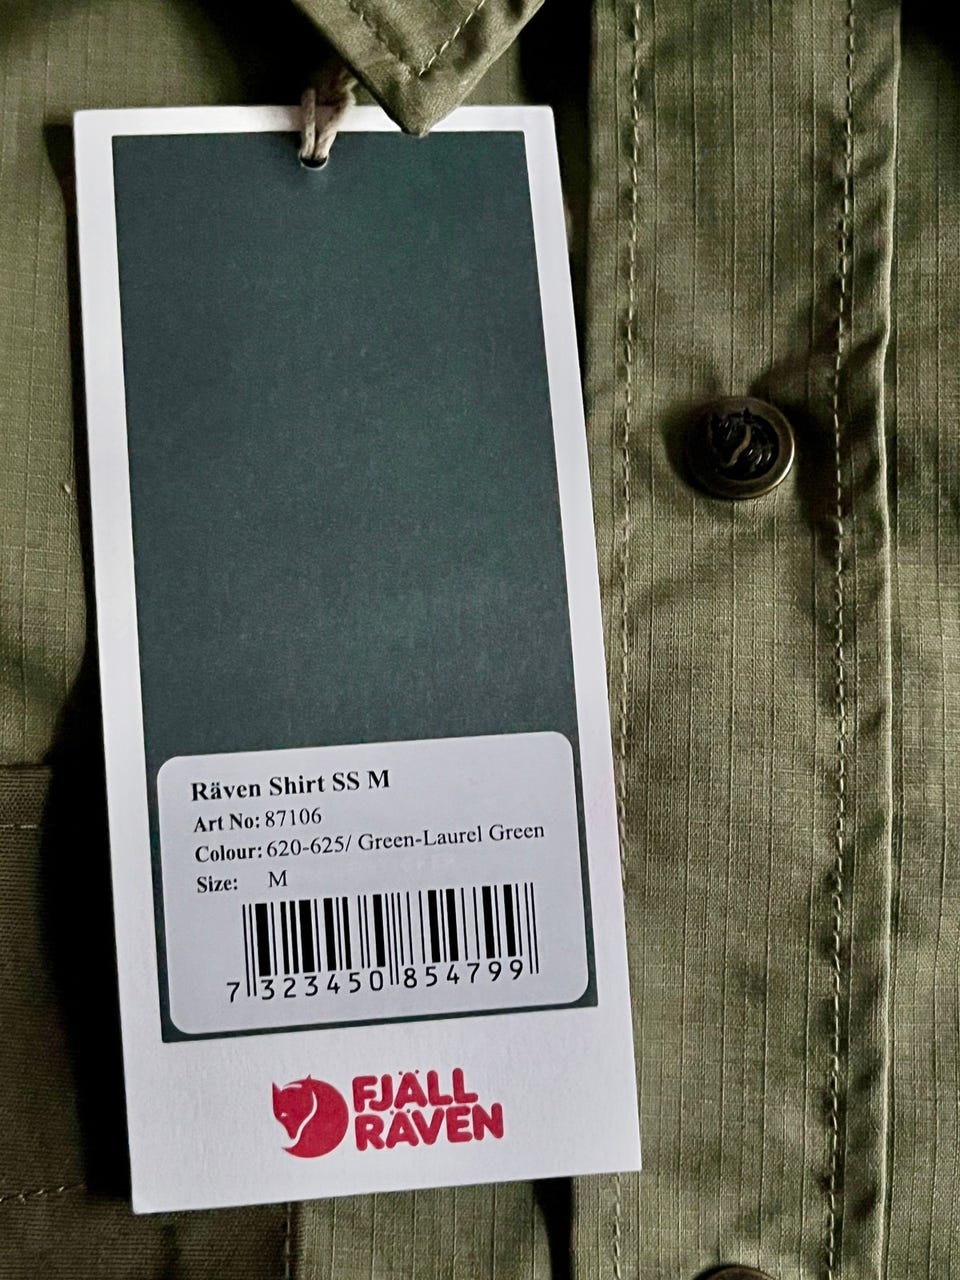 Räven Shirt SS M
Art No: 87106
Colour: 620-625/ Green-Laurel Green
Size: M
7 323450 854799
FJÄLL
RÄVEN